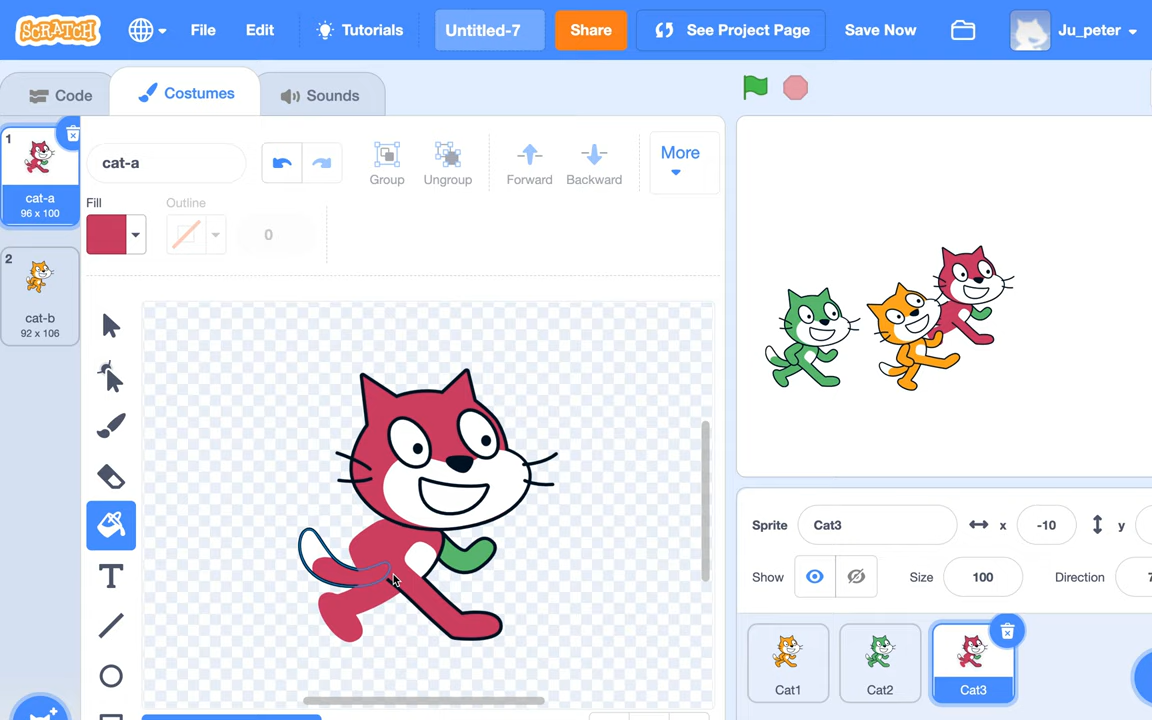 SCRATCH File Edit Tutorials Untitled-7 Share See Project Page Save Now Ju_peter
Code Costumes Sounds
1
cat-a
96 x 100
2
cat-b
92 x 106
cat-a
Group Ungroup Forward Backward More
Fill Outline
0
T
Sprite Cat3 x -10 y
Show Size 100 Direction 7
Cat1 Cat2 Cat3